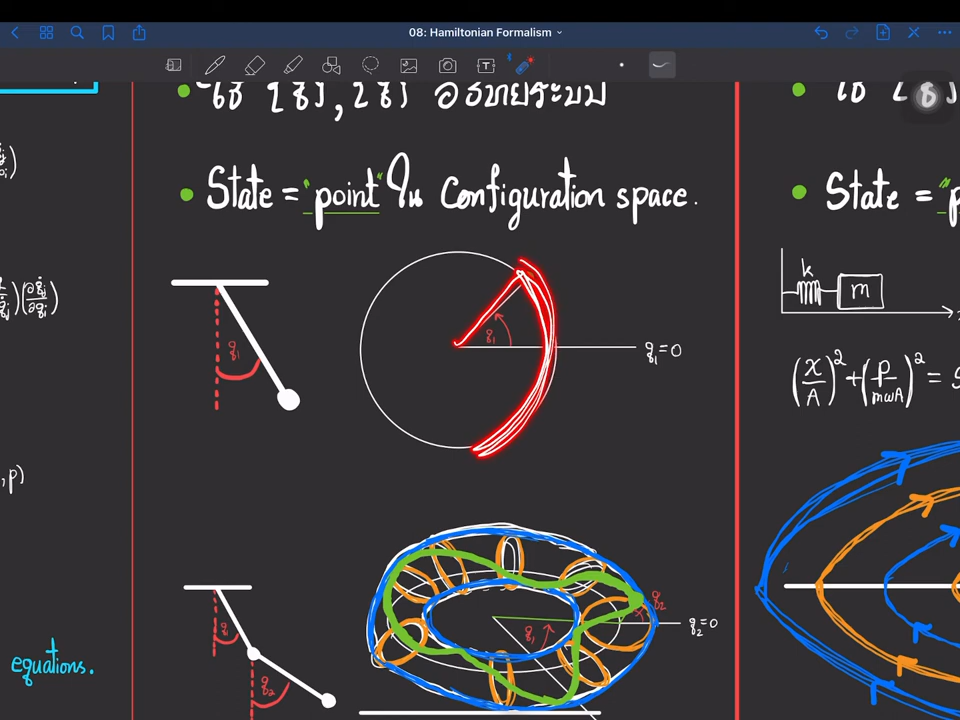 08: Hamiltonian Formalism
State = "point" ใน Configuration space.
State =
k
m
q₁
q₁
q₁=0
(x/A)² + (p/mωA)² =
, p)
q₂
q₂=0
q₁
q₁
q₂
equations.